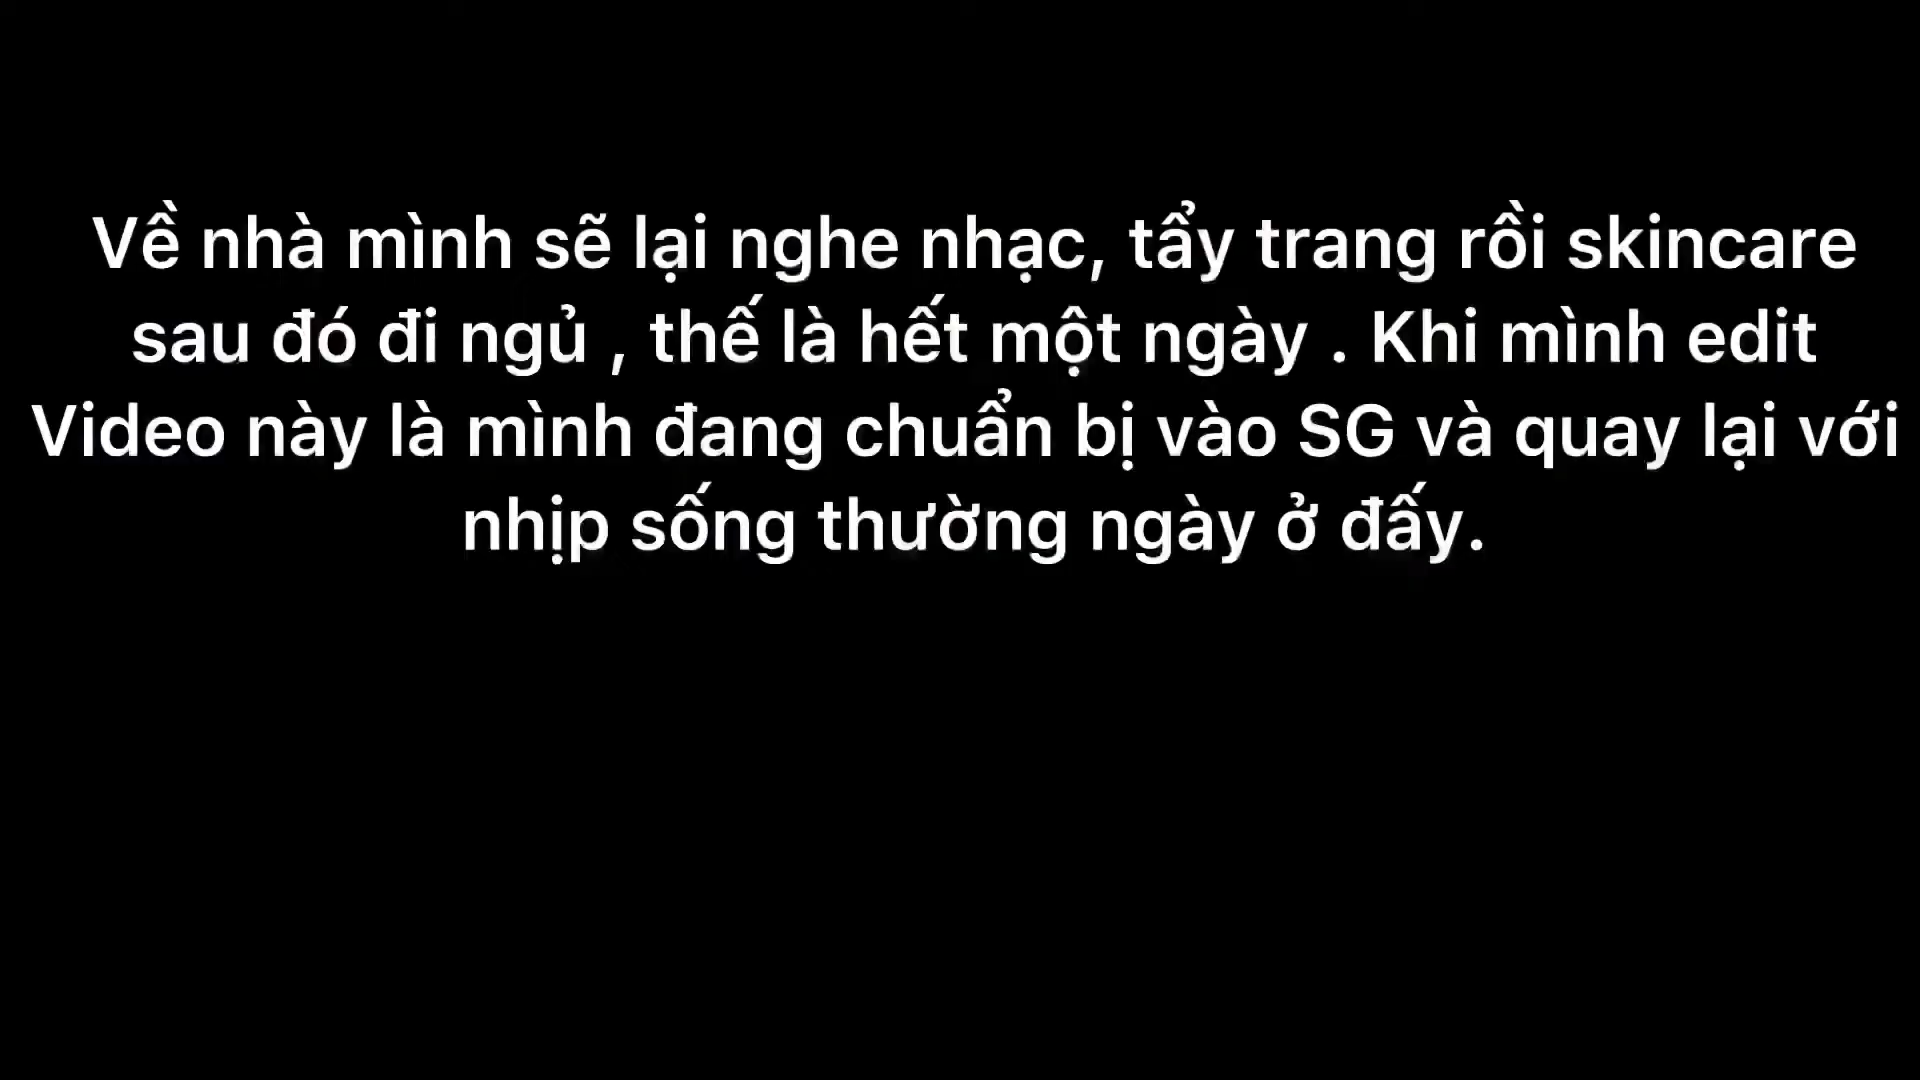 Về nhà mình sẽ lại nghe nhạc, tẩy trang rồi skincare
sau đó đi ngủ , thế là hết một ngày . Khi mình edit
Video này là mình đang chuẩn bị vào SG và quay lại với
nhịp sống thường ngày ở đấy.